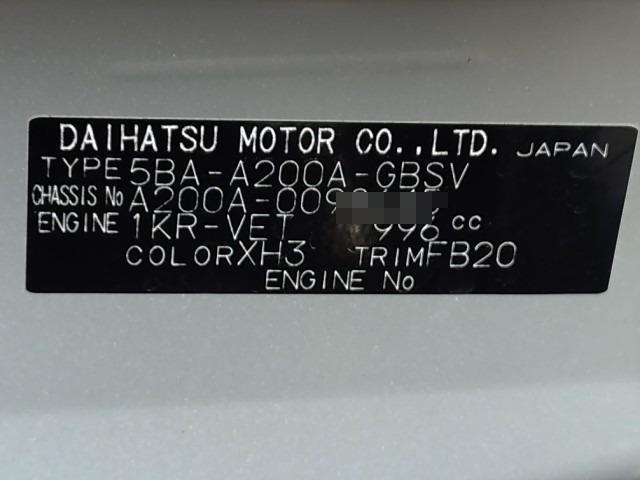 DAIHATSU MOTOR CO.,LTD. JAPAN
TYPE 5BA-A200A-GBSV
CHASSIS No
ENGINE 1KR-VET 996 cc
COLOR XH3 TRIM FB20
ENGINE No